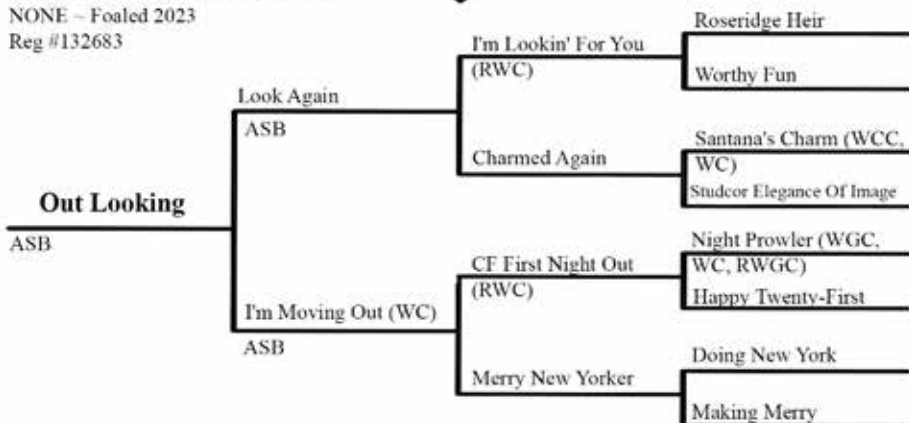 NONE ~ Foaled 2023
Reg #132683
Roseridge Heir
I'm Lookin' For You
(RWC)
Worthy Fun
Look Again
ASB
Santana's Charm (WCC,
WC)
Charmed Again
Studcor Elegance Of Image
Out Looking
ASB
Night Prowler (WGC,
WC, RWGC)
CF First Night Out
(RWC)
Happy Twenty-First
I'm Moving Out (WC)
ASB
Doing New York
Merry New Yorker
Making Merry